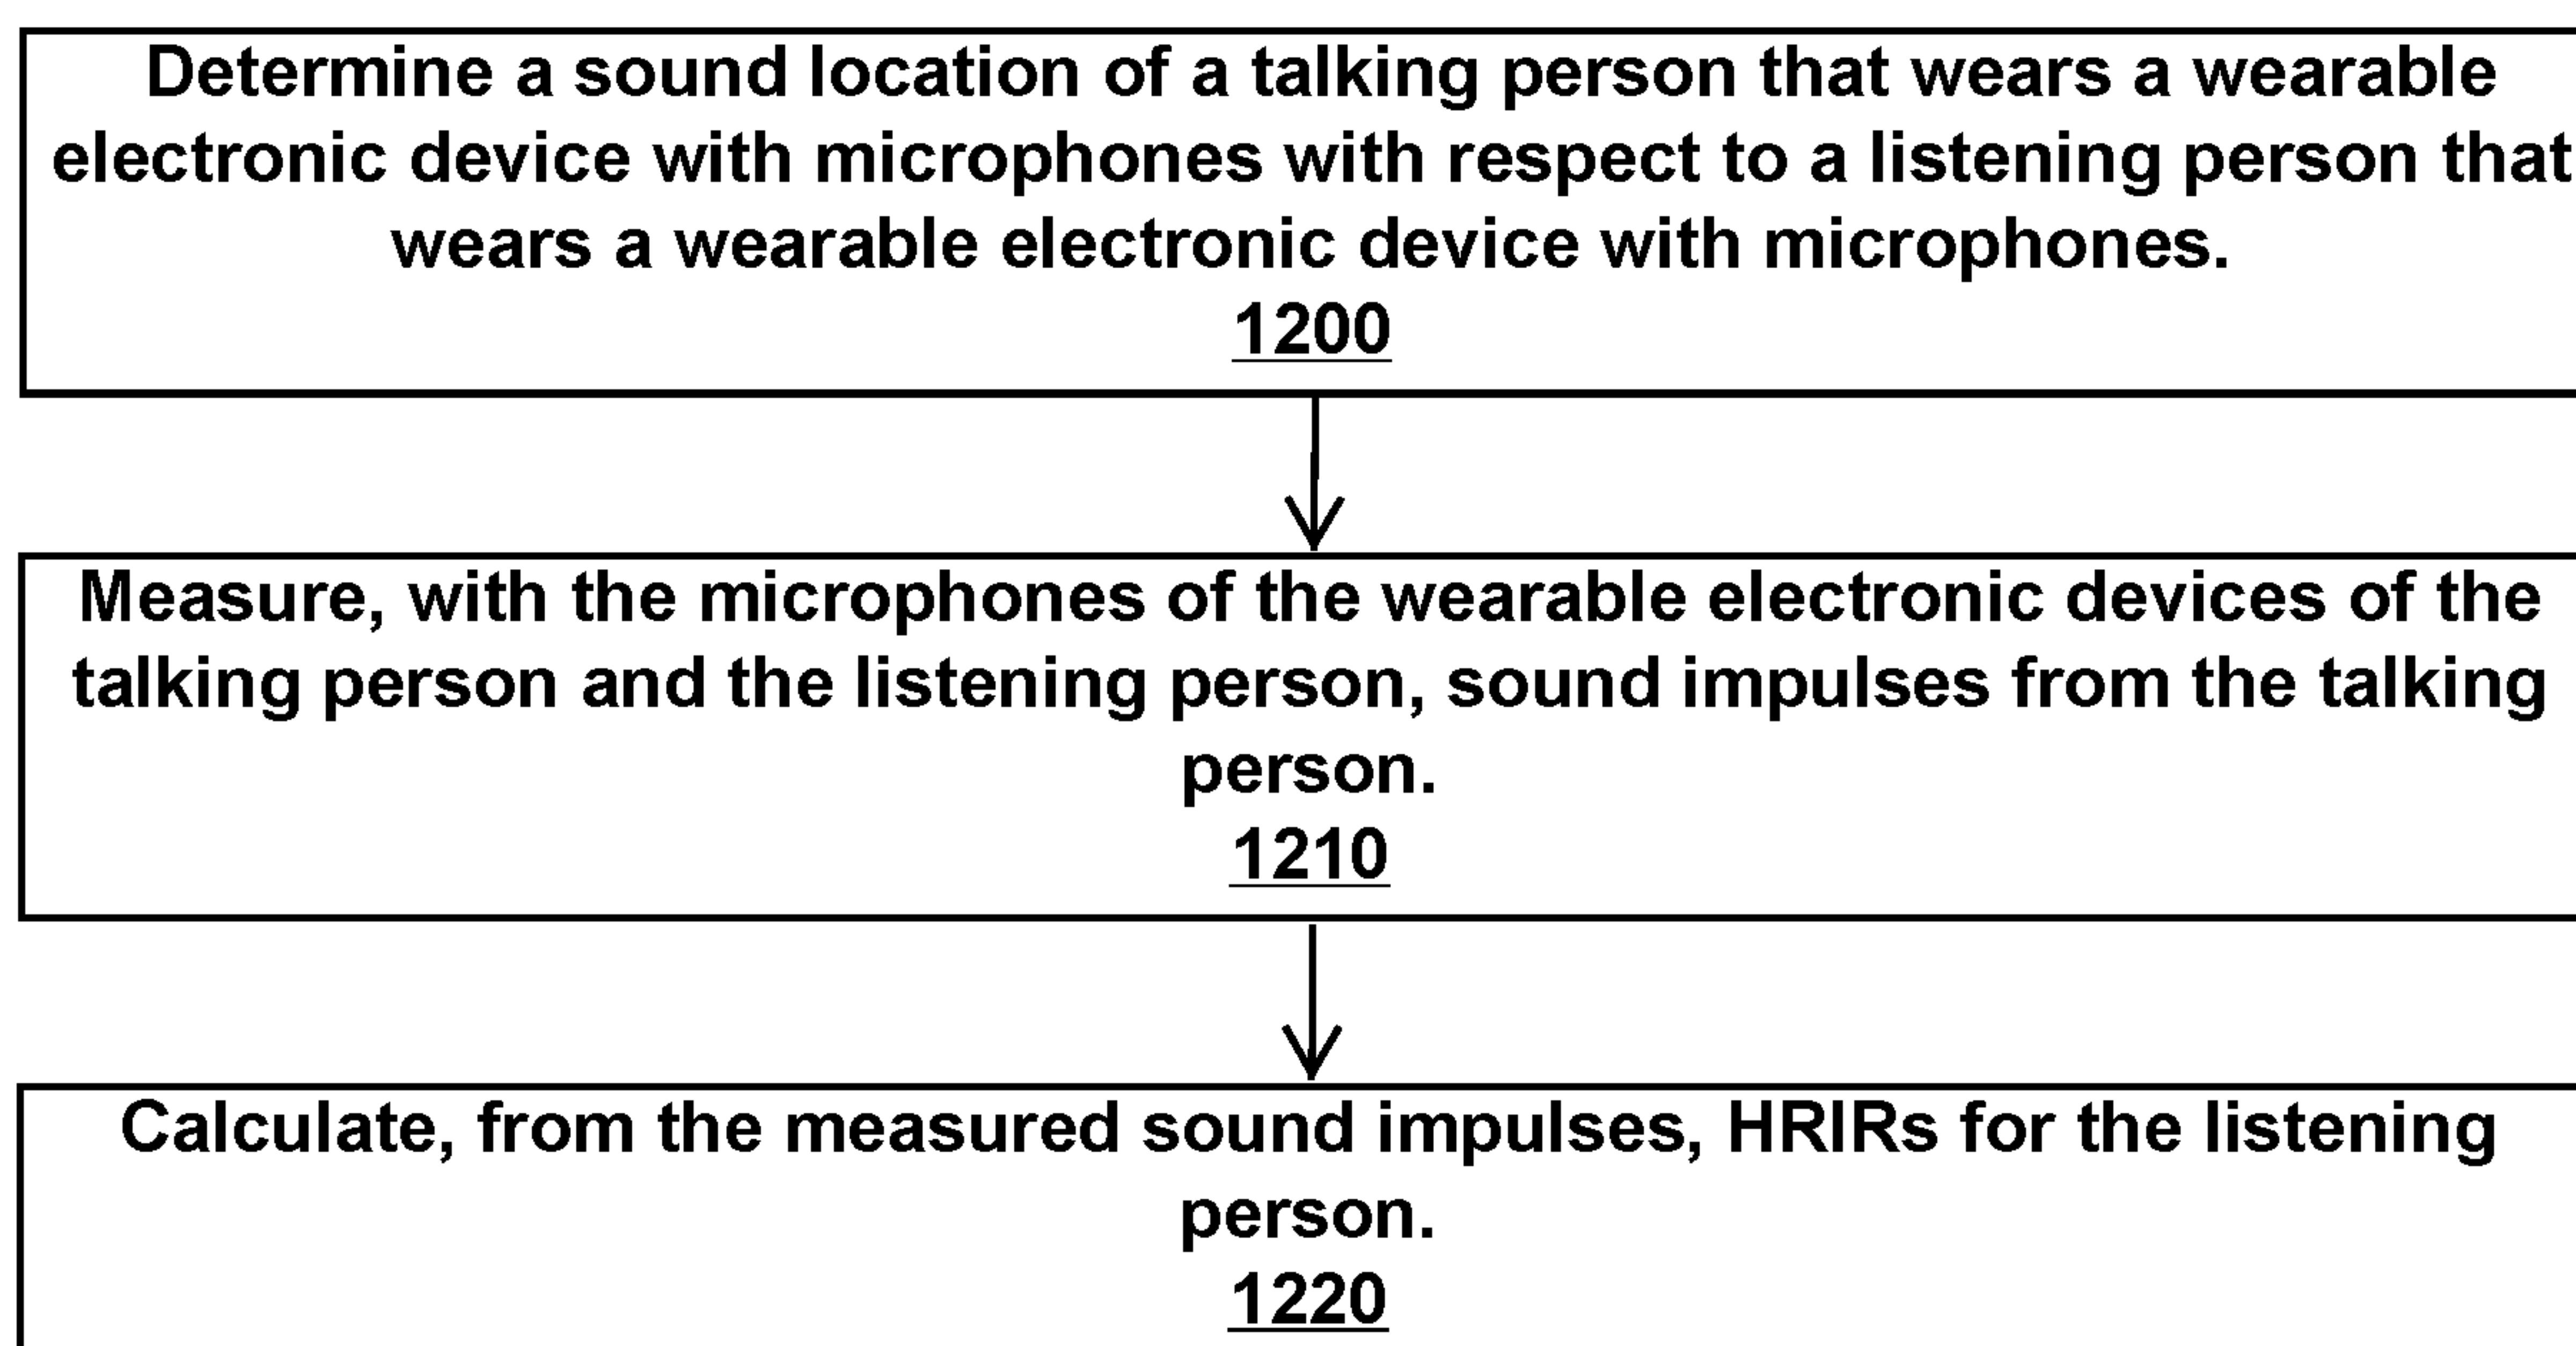 Determine a sound location of a talking person that wears a wearable
electronic device with microphones with respect to a listening person that
wears a wearable electronic device with microphones.
1200
Measure, with the microphones of the wearable electronic devices of the
talking person and the listening person, sound impulses from the talking
person.
1210
Calculate, from the measured sound impulses, HRIRs for the listening
person.
1220